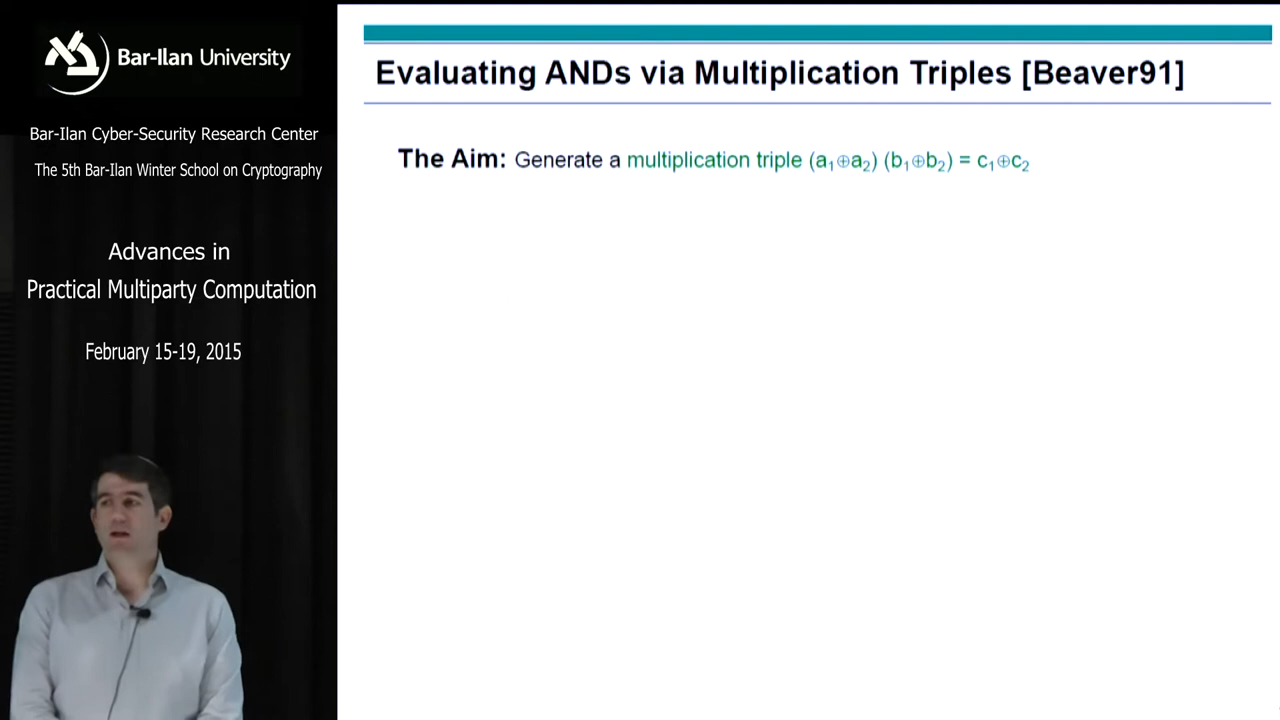 Bar-Ilan University
Bar-Ilan Cyber-Security Research Center
The 5th Bar-Ilan Winter School on Cryptography
Advances in
Practical Multiparty Computation
February 15-19, 2015
Evaluating ANDs via Multiplication Triples [Beaver91]
The Aim: Generate a multiplication triple (a₁⊕a₂) (b₁⊕b₂) = c₁⊕c₂